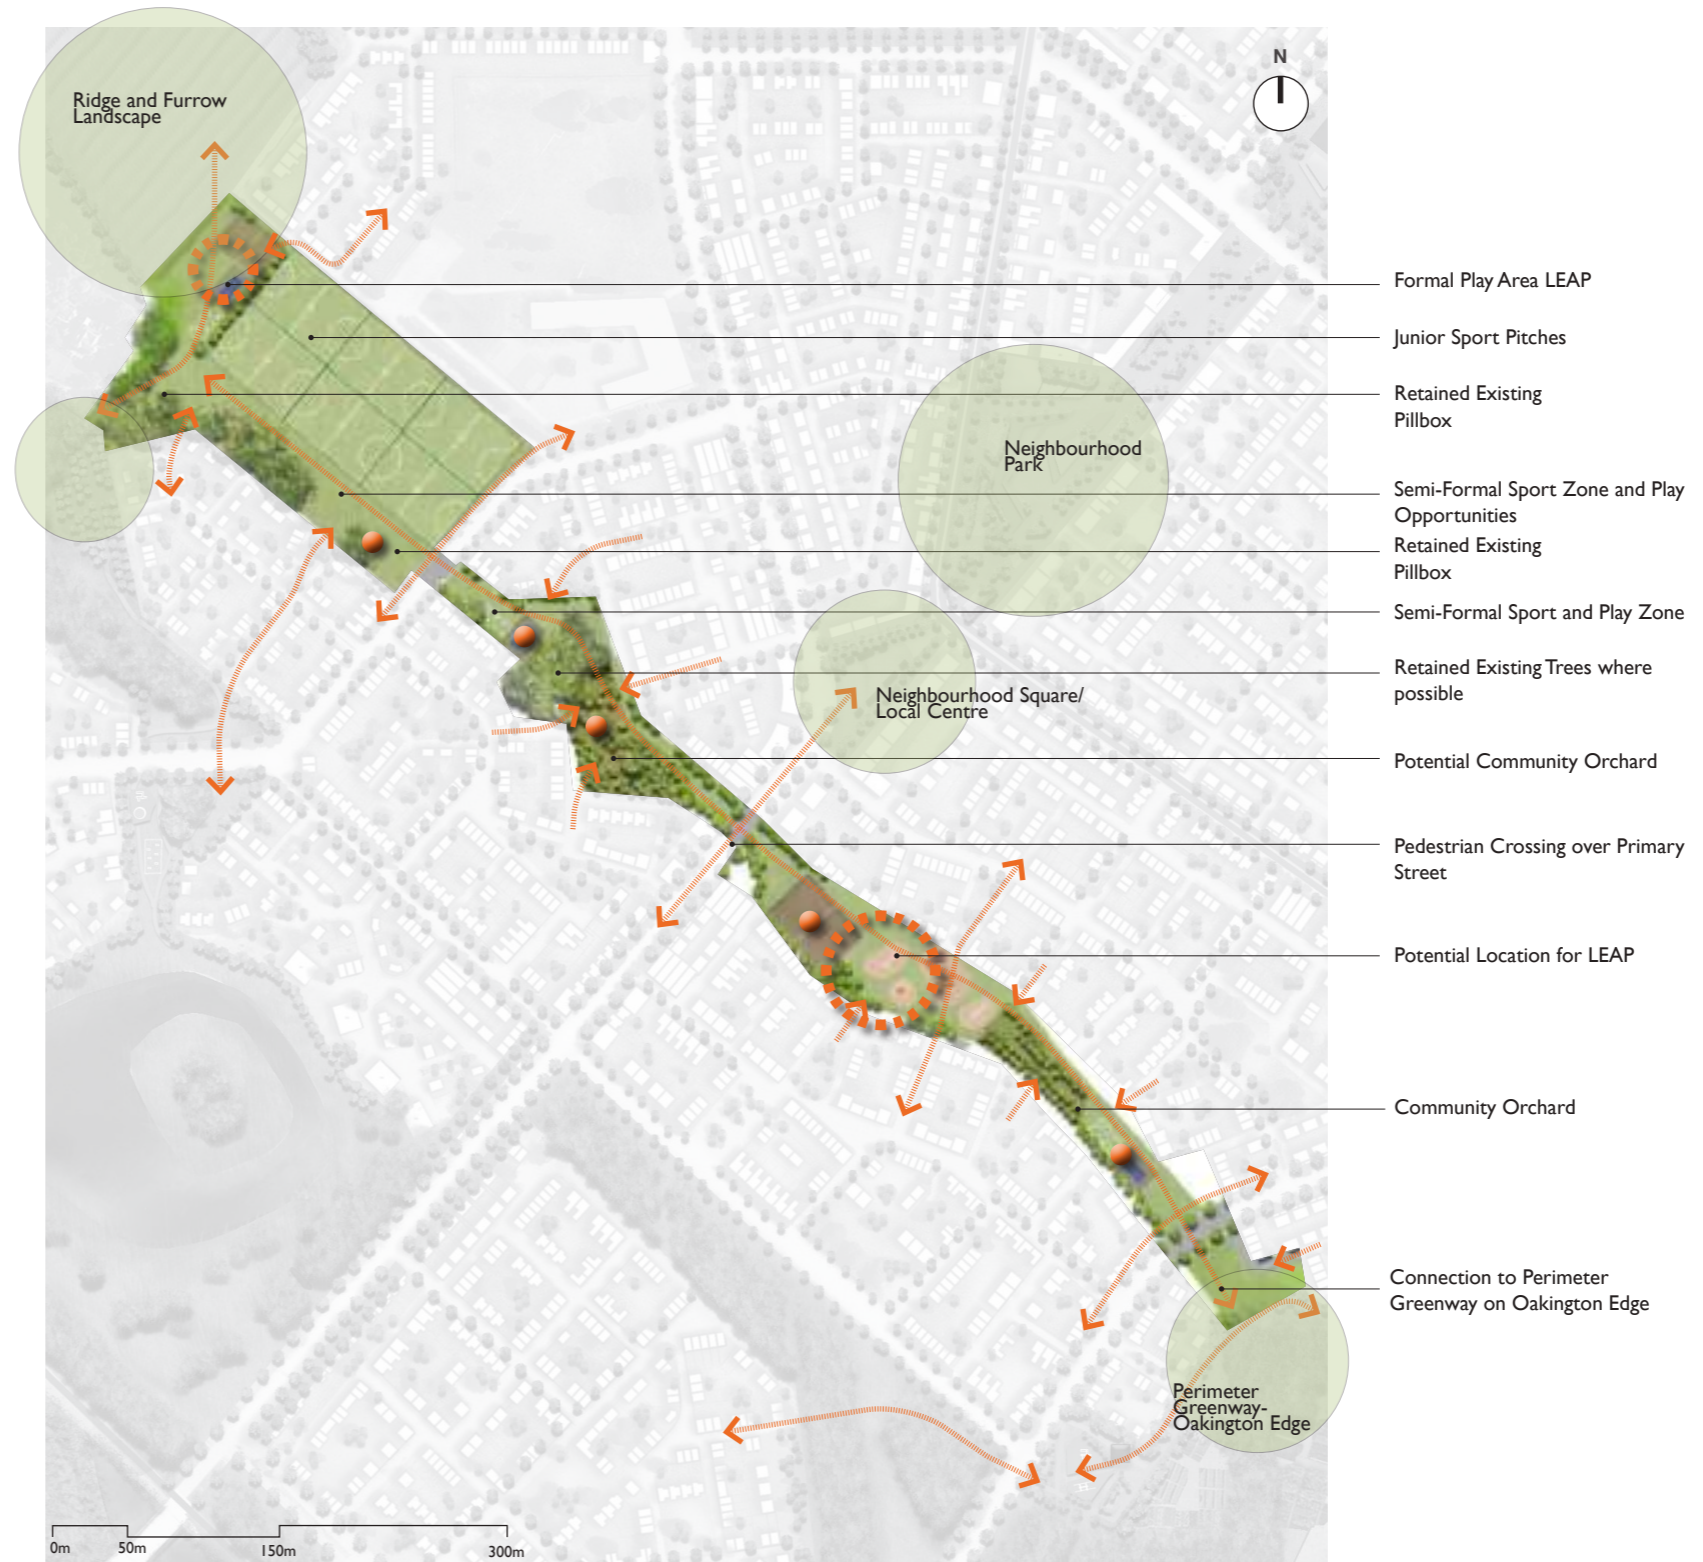 Ridge and Furrow
Landscape
N
Formal Play Area LEAP
Junior Sport Pitches
Retained Existing
Pillbox
Neighbourhood
Park
Semi-Formal Sport Zone and Play
Opportunities
Retained Existing
Pillbox
Semi-Formal Sport and Play Zone
Retained Existing Trees where
possible
Neighbourhood Square/
Local Centre
Potential Community Orchard
Pedestrian Crossing over Primary
Street
Potential Location for LEAP
Community Orchard
Connection to Perimeter
Greenway on Oakington Edge
Perimeter
Greenway-
Oakington Edge
0m 50m 150m 300m